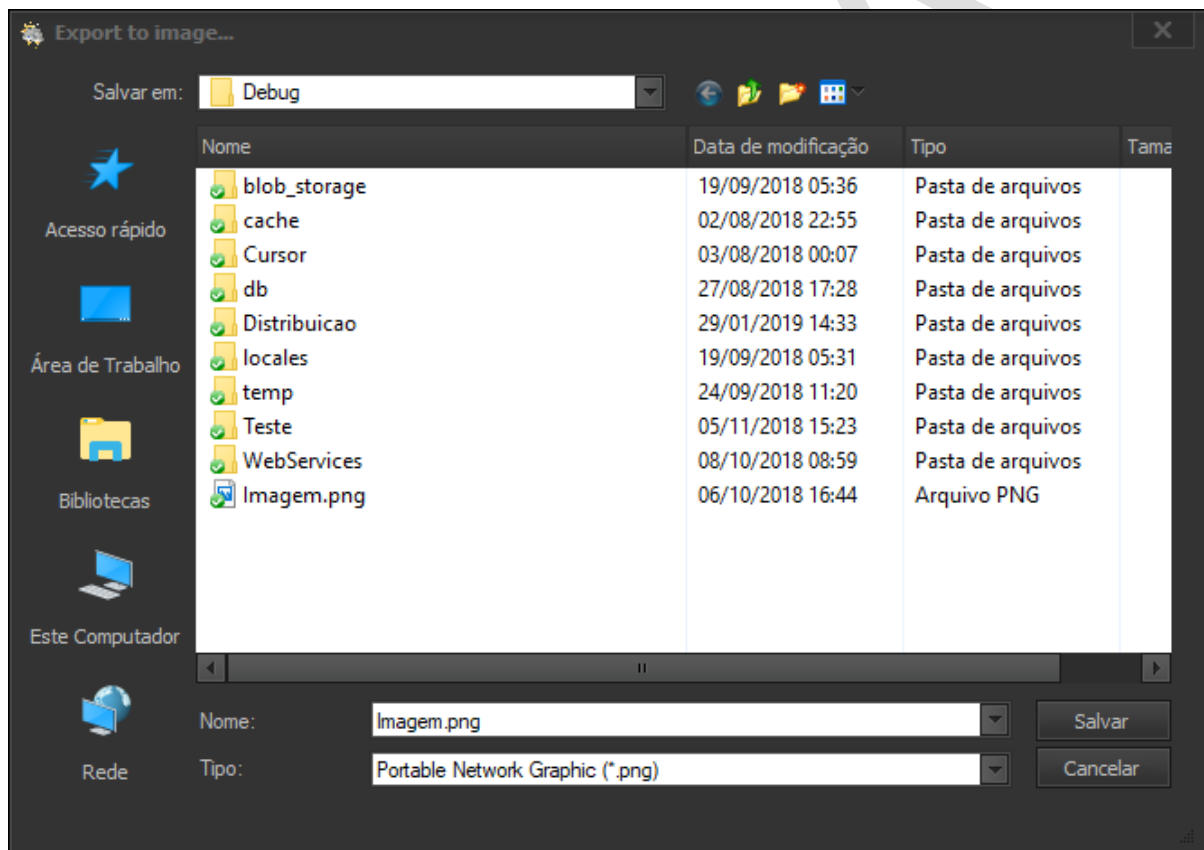 Export to image...
Salvar em: Debug
Nome Data de modificação Tipo Tama
blob_storage 19/09/2018 05:36 Pasta de arquivos
cache 02/08/2018 22:55 Pasta de arquivos
Cursor 03/08/2018 00:07 Pasta de arquivos
db 27/08/2018 17:28 Pasta de arquivos
Distribuicao 29/01/2019 14:33 Pasta de arquivos
locales 19/09/2018 05:31 Pasta de arquivos
temp 24/09/2018 11:20 Pasta de arquivos
Teste 05/11/2018 15:23 Pasta de arquivos
WebServices 08/10/2018 08:59 Pasta de arquivos
Imagem.png 06/10/2018 16:44 Arquivo PNG
Acesso rápido
Área de Trabalho
Bibliotecas
Este Computador
Rede
Nome: Imagem.png Salvar
Tipo: Portable Network Graphic (*.png) Cancelar